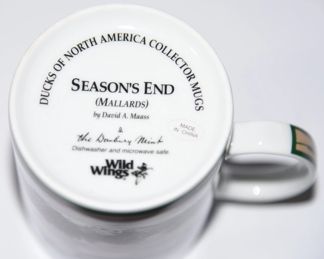 DUCKS OF NORTH AMERICA COLLECTOR MUGS
SEASON'S END
(MALLARDS)
by David A. Maass
&
the Danbury Mint
Dishwasher and microwave safe
Wild
Wings
MADE
IN CHINA